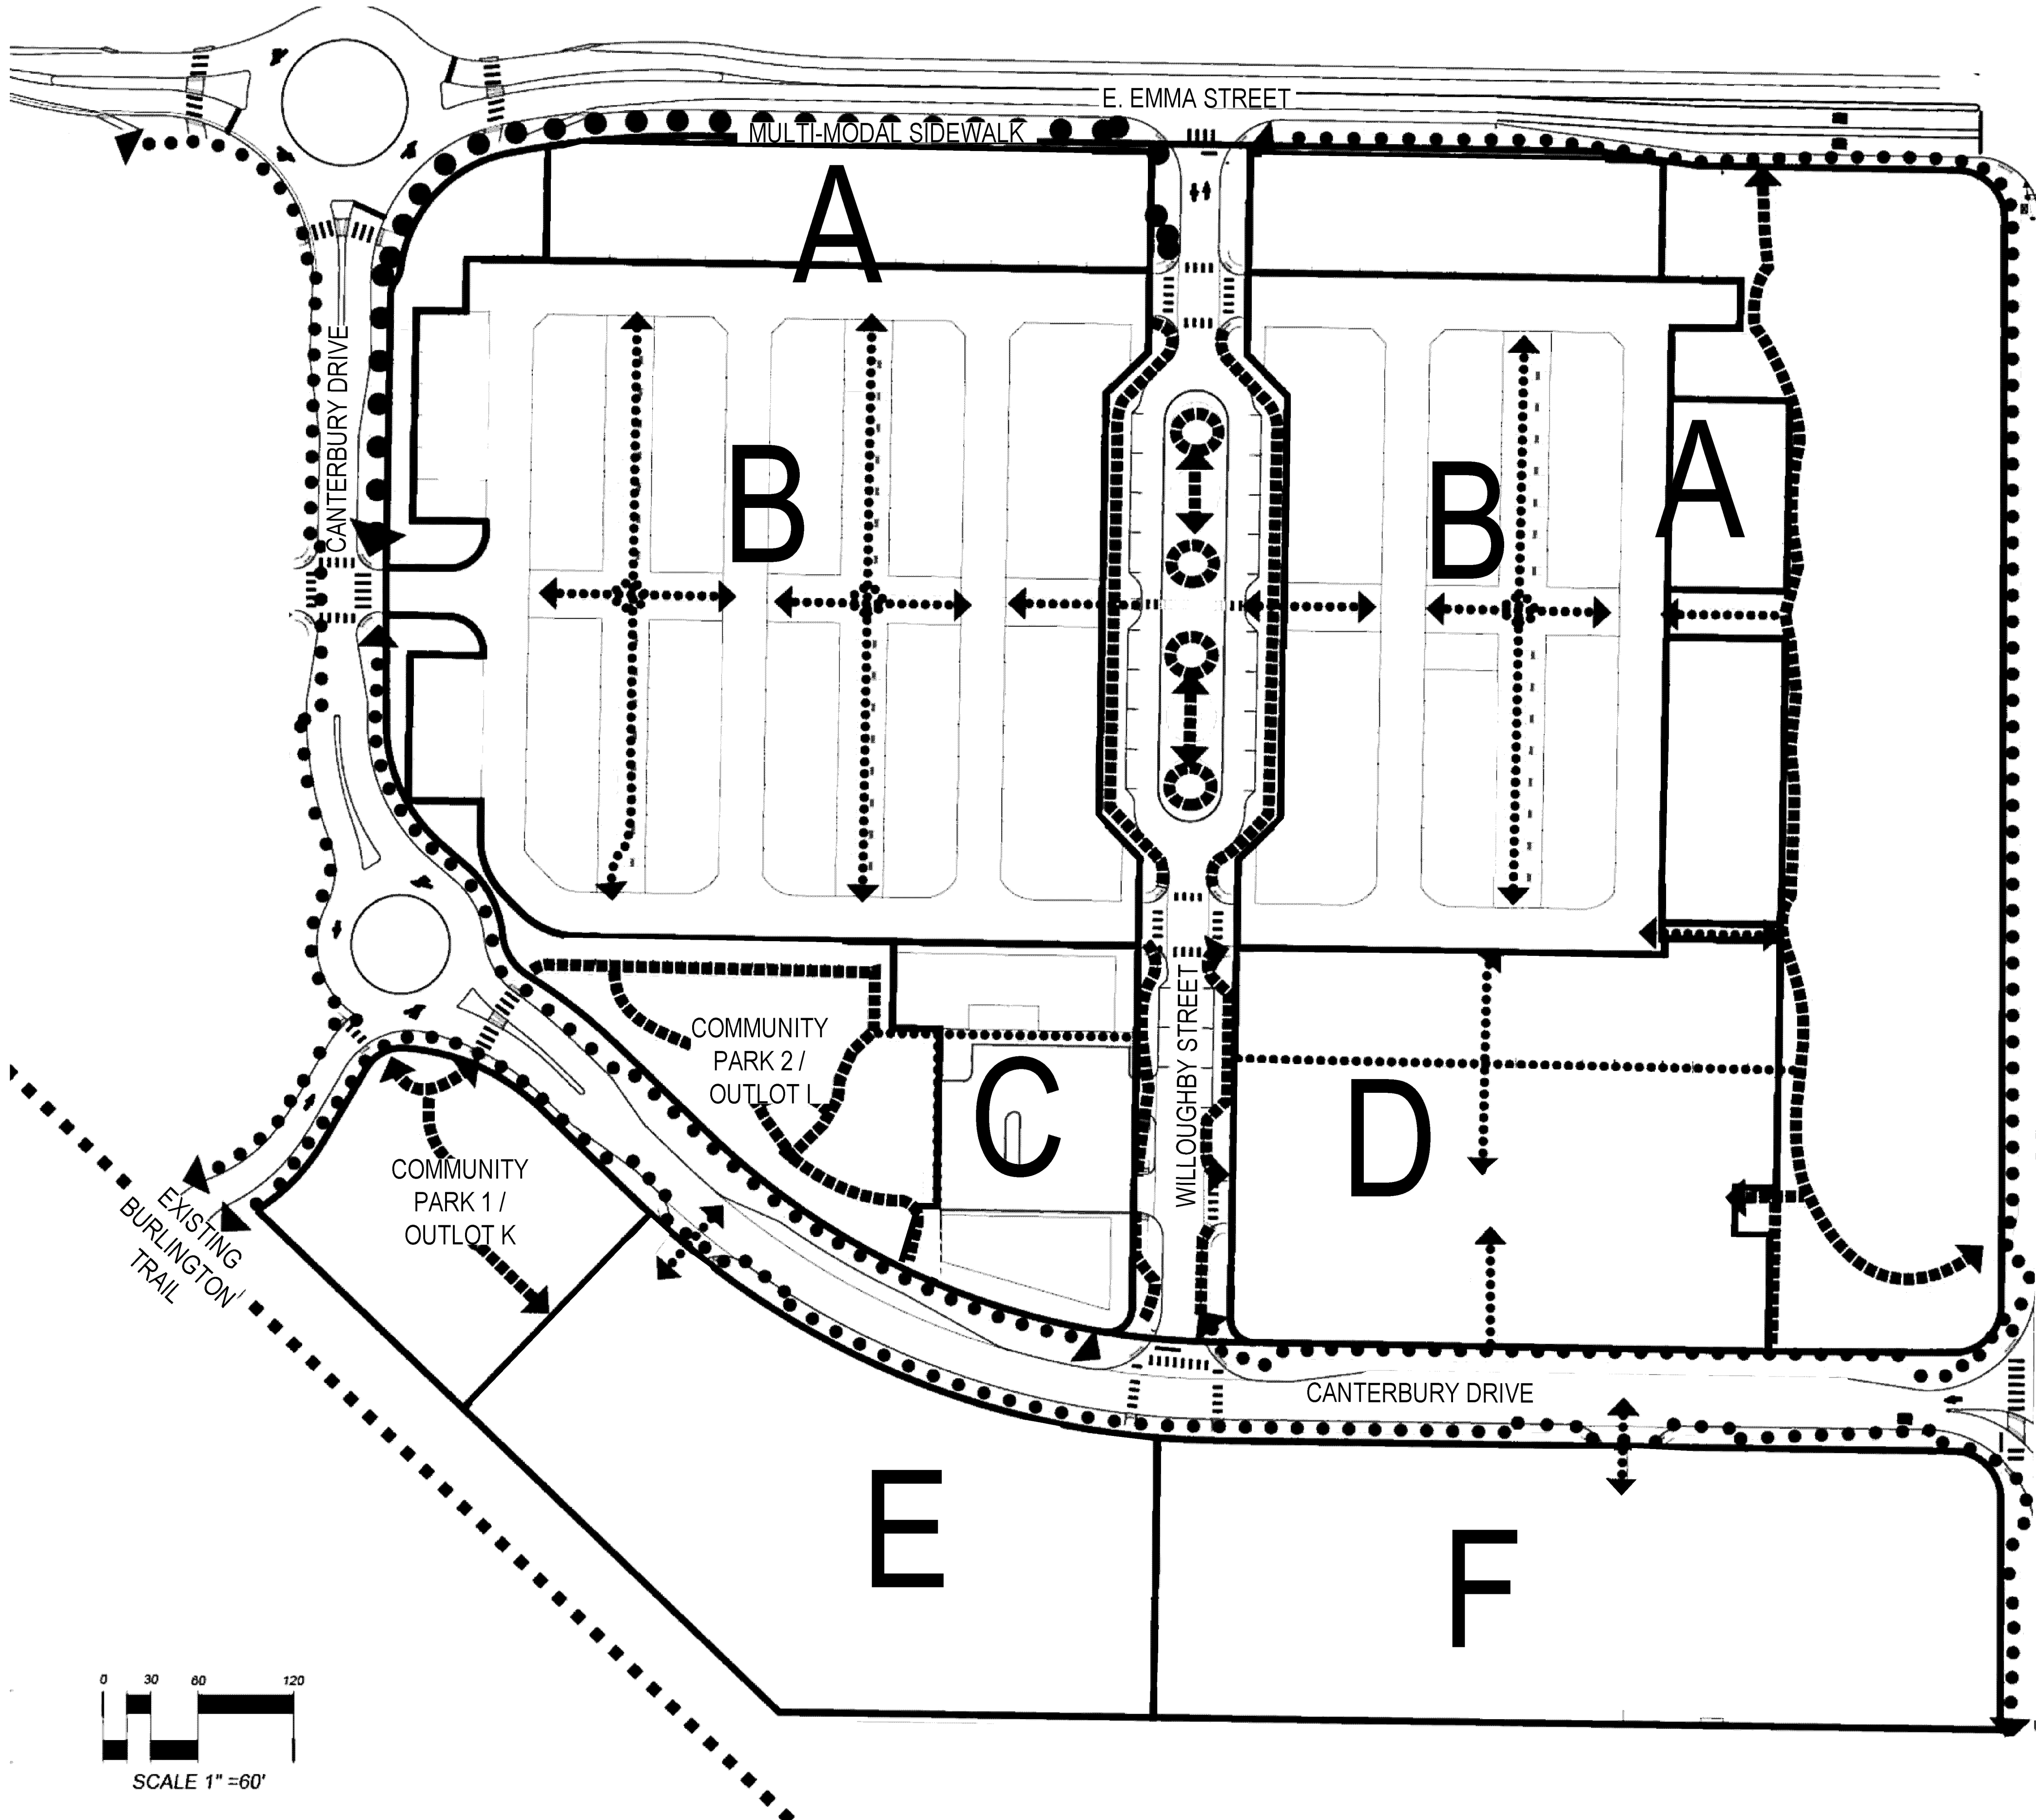 E. EMMA STREET
MULTI-MODAL SIDEWALK
A
CANTERBURY DRIVE
B
B
A
COMMUNITY
PARK 2 /
OUTLOT L
C
WILLOUGHBY STREET
D
COMMUNITY
PARK 1 /
OUTLOT K
EXISTING
BURLINGTON
TRAIL
CANTERBURY DRIVE
E
F
0 30 60 120
SCALE 1" =60'